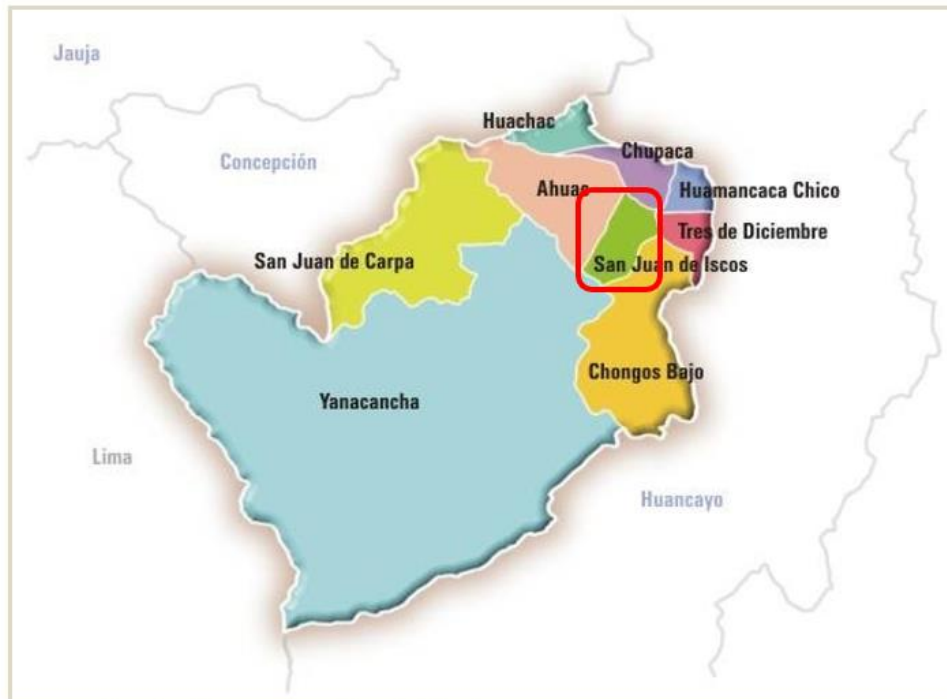 Jauja
Huachac
Concepción
Chupaca
Ahuac
Huamancaca Chico
Tres de Diciembre
San Juan de Carpa
San Juan de Iscos
Chongos Bajo
Yanacancha
Lima
Huancayo